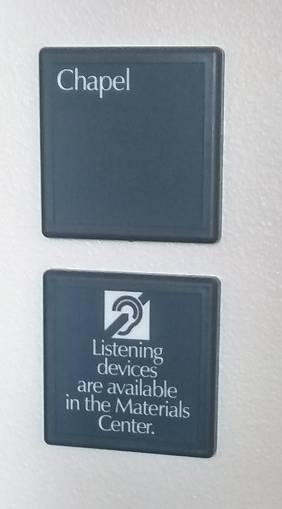 Chapel
Listening
devices
are available
in the Materials
Center.